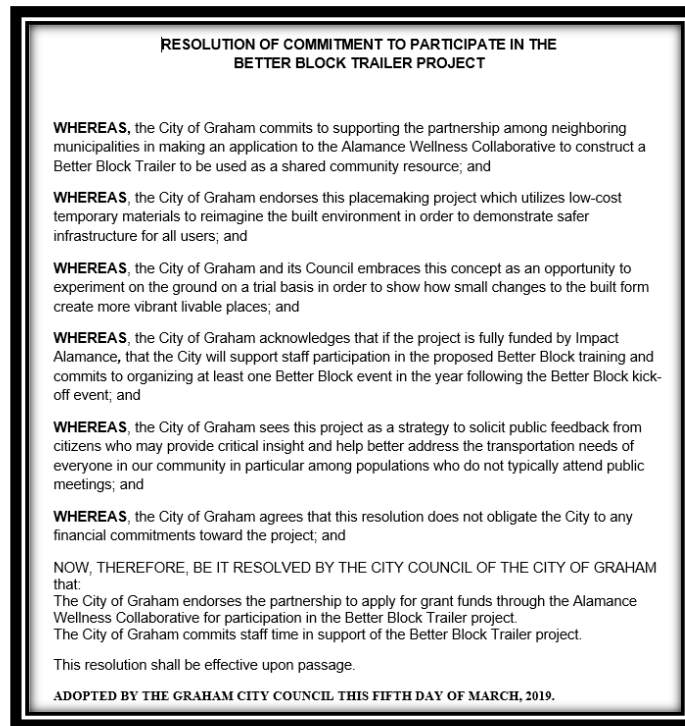 RESOLUTION OF COMMITMENT TO PARTICIPATE IN THE
BETTER BLOCK TRAILER PROJECT
WHEREAS, the City of Graham commits to supporting the partnership among neighboring
municipalities in making an application to the Alamance Wellness Collaborative to construct a
Better Block Trailer to be used as a shared community resource; and
WHEREAS, the City of Graham endorses this placemaking project which utilizes low-cost
temporary materials to reimagine the built environment in order to demonstrate safer
infrastructure for all users; and
WHEREAS, the City of Graham and its Council embraces this concept as an opportunity to
experiment on the ground on a trial basis in order to show how small changes to the built form
create more vibrant livable places; and
WHEREAS, the City of Graham acknowledges that if the project is fully funded by Impact
Alamance, that the City will support staff participation in the proposed Better Block training and
commits to organizing at least one Better Block event in the year following the Better Block kick-
off event; and
WHEREAS, the City of Graham sees this project as a strategy to solicit public feedback from
citizens who may provide critical insight and help better address the transportation needs of
everyone in our community in particular among populations who do not typically attend public
meetings; and
WHEREAS, the City of Graham agrees that this resolution does not obligate the City to any
financial commitments toward the project; and
NOW, THEREFORE, BE IT RESOLVED BY THE CITY COUNCIL OF THE CITY OF GRAHAM
that:
The City of Graham endorses the partnership to apply for grant funds through the Alamance
Wellness Collaborative for participation in the Better Block Trailer project.
The City of Graham commits staff time in support of the Better Block Trailer project.
This resolution shall be effective upon passage.
ADOPTED BY THE GRAHAM CITY COUNCIL THIS FIFTH DAY OF MARCH, 2019.